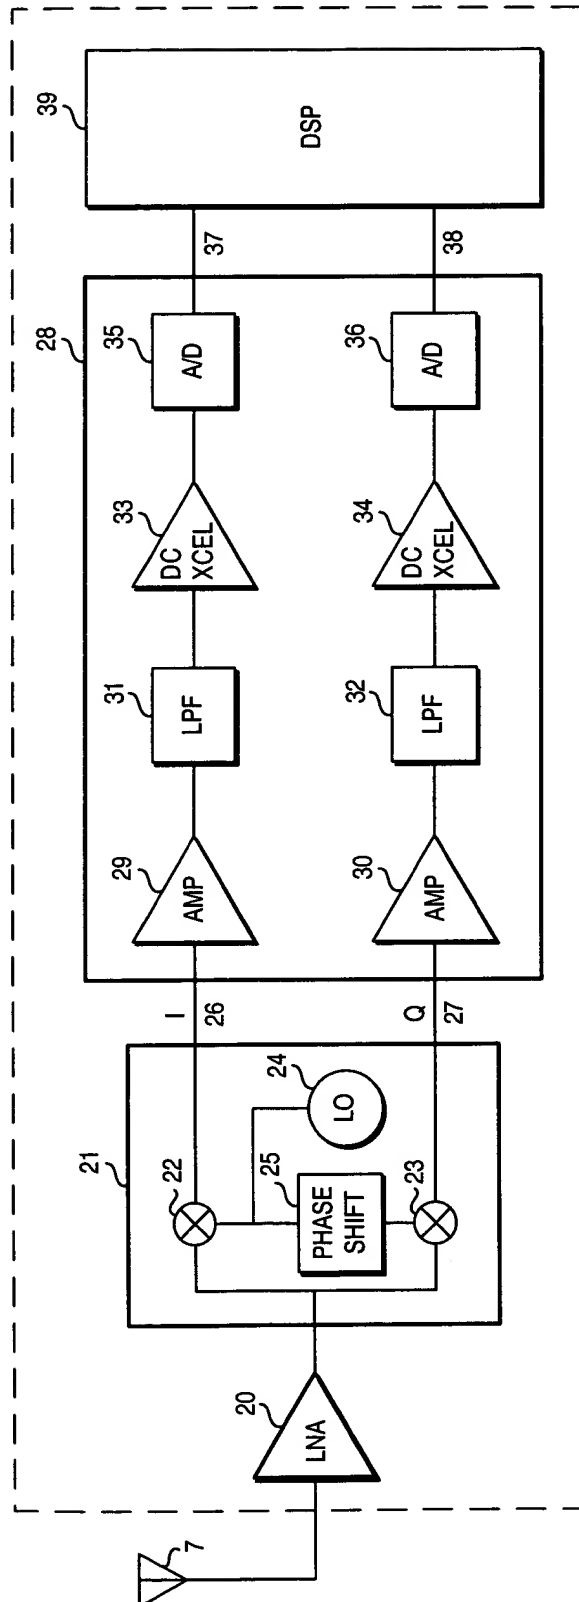 7
20
LNA
21
22
23
24
LO
25
PHASE
SHIFT
I
26
Q
27
28
29
AMP
30
AMP
31
LPF
32
LPF
33
DC
XCEL
34
DC
XCEL
35
A/D
36
A/D
37
38
39
DSP